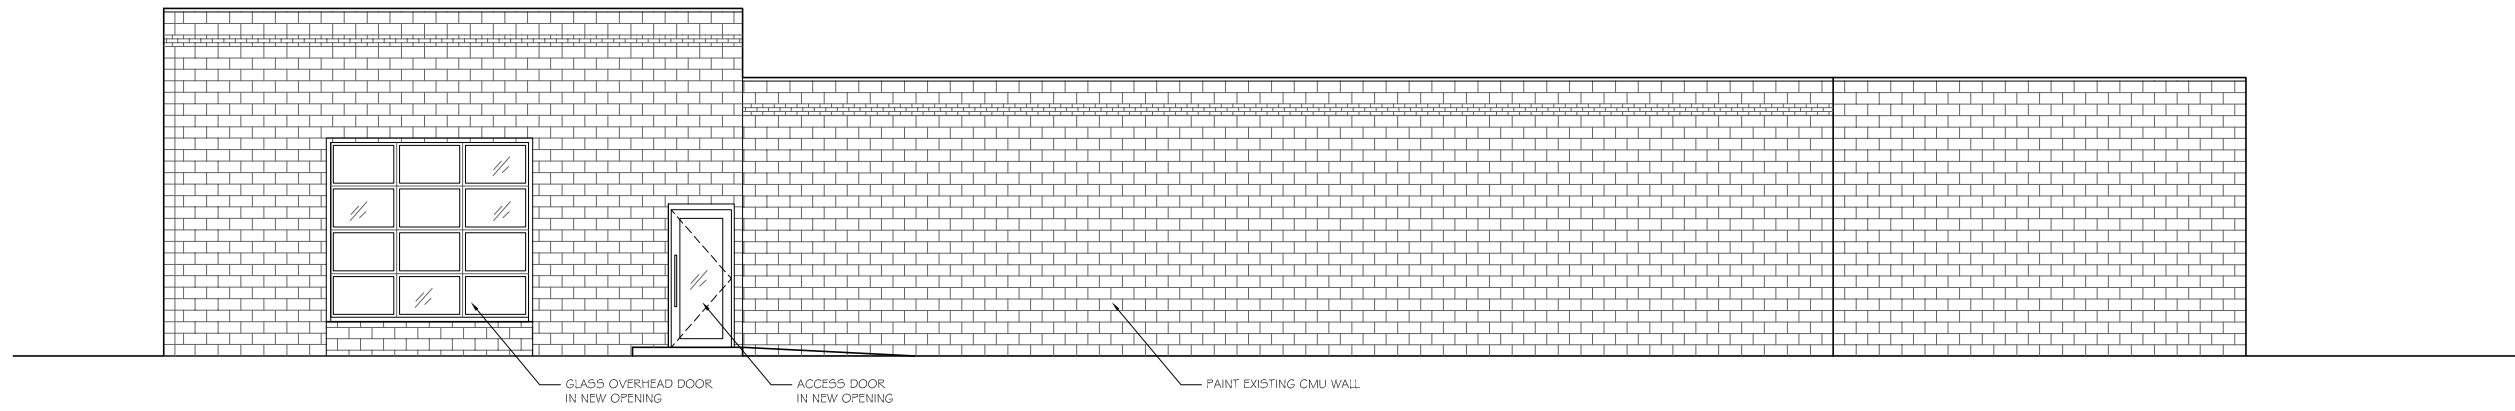 GLASS OVERHEAD DOOR
IN NEW OPENING
ACCESS DOOR
IN NEW OPENING
PAINT EXISTING CMU WALL